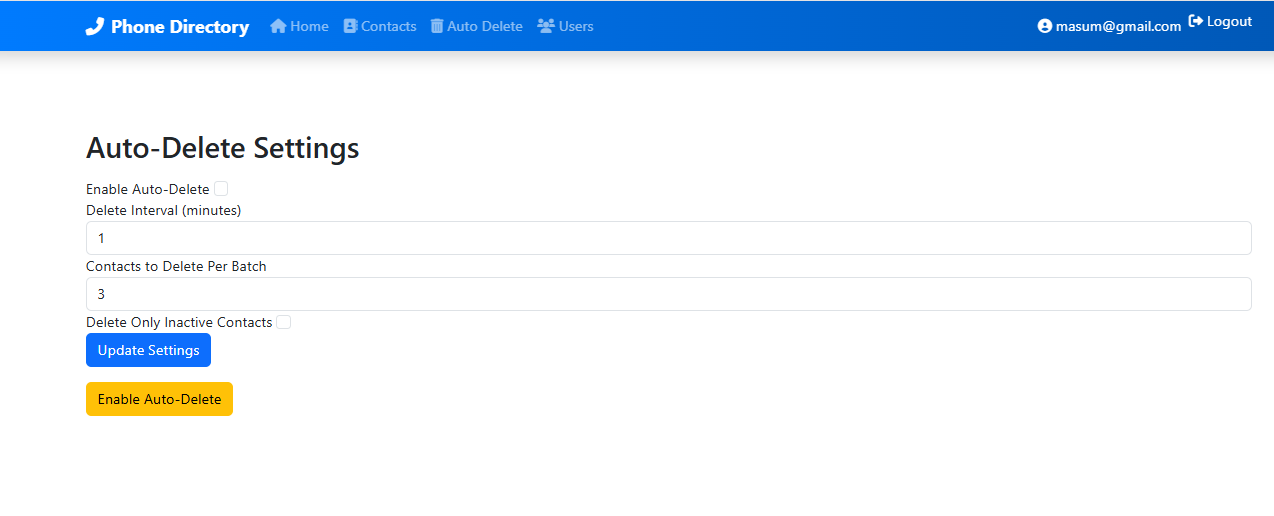 Phone Directory Home Contacts Auto Delete Users masum@gmail.com Logout
Auto-Delete Settings
Enable Auto-Delete
Delete Interval (minutes)
1
Contacts to Delete Per Batch
3
Delete Only Inactive Contacts
Update Settings
Enable Auto-Delete